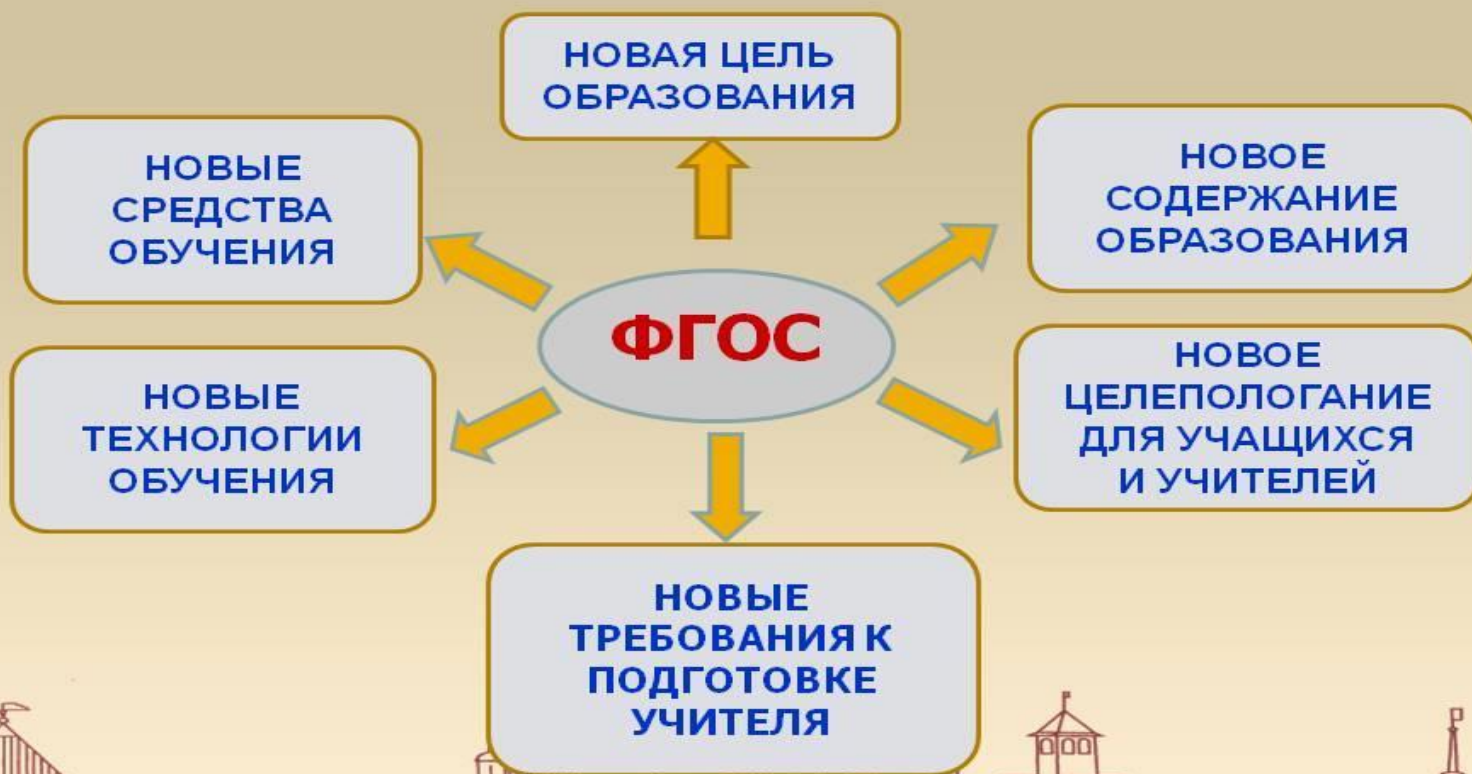 НОВАЯ ЦЕЛЬ
ОБРАЗОВАНИЯ
НОВЫЕ
СРЕДСТВА
ОБУЧЕНИЯ
НОВОЕ
СОДЕРЖАНИЕ
ОБРАЗОВАНИЯ
ФГОС
НОВЫЕ
ТЕХНОЛОГИИ
ОБУЧЕНИЯ
НОВОЕ
ЦЕЛЕПОЛОГАНИЕ
ДЛЯ УЧАЩИХСЯ
И УЧИТЕЛЕЙ
НОВЫЕ
ТРЕБОВАНИЯ К
ПОДГОТОВКЕ
УЧИТЕЛЯ